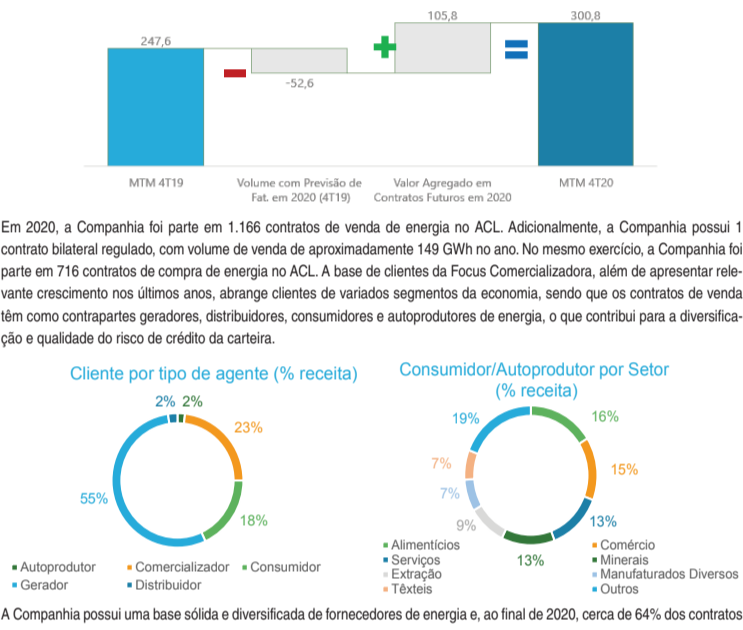 247,6
-52,6
105,8
300,8
MTM 4T19
Volume com Previsão de
Fat. em 2020 (4T19)
Valor Agregado em
Contratos Futuros em 2020
MTM 4T20
Em 2020, a Companhia foi parte em 1.166 contratos de venda de energia no ACL. Adicionalmente, a Companhia possui 1
contrato bilateral regulado, com volume de venda de aproximadamente 149 GWh no ano. No mesmo exercício, a Companhia foi
parte em 716 contratos de compra de energia no ACL. A base de clientes da Focus Comercializadora, além de apresentar rele-
vante crescimento nos últimos anos, abrange clientes de variados segmentos da economia, sendo que os contratos de venda
têm como contrapartes geradores, distribuidores, consumidores e autoprodutores de energia, o que contribui para a diversifica-
ção e qualidade do risco de crédito da carteira.
Cliente por tipo de agente (% receita)
2% 2%
23%
55%
18%
Autoprodutor Comercializador Consumidor
Gerador Distribuidor
Consumidor/Autoprodutor por Setor
(% receita)
19%
16%
7%
15%
7%
13%
9%
13%
Alimentícios Comércio
Serviços Minerais
Extração Manufaturados Diversos
Têxteis Outros
A Companhia possui uma base sólida e diversificada de fornecedores de energia e, ao final de 2020, cerca de 64% dos contratos